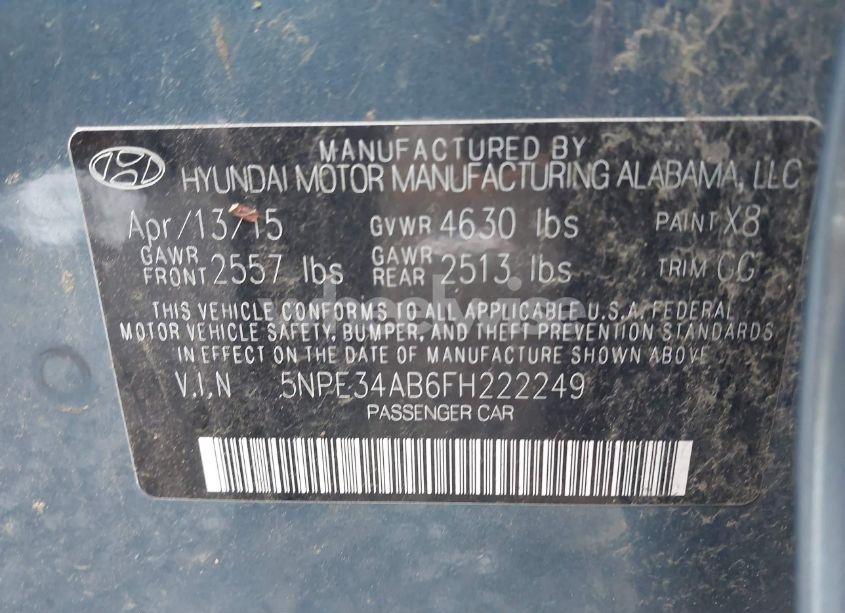 MANUFACTURED BY
HYUNDAI MOTOR MANUFACTURING ALABAMA, LLC
Apr/13/15 GVWR 4630 lbs PAINT X8
GAWR FRONT 2557 lbs GAWR REAR 2513 lbs TRIM CG
THIS VEHICLE CONFORMS TO ALL APPLICABLE U.S.A. FEDERAL
MOTOR VEHICLE SAFETY, BUMPER, AND THEFT PREVENTION STANDARDS
IN EFFECT ON THE DATE OF MANUFACTURE SHOWN ABOVE.
V.I.N 5NPE34AB6FH222249
PASSENGER CAR